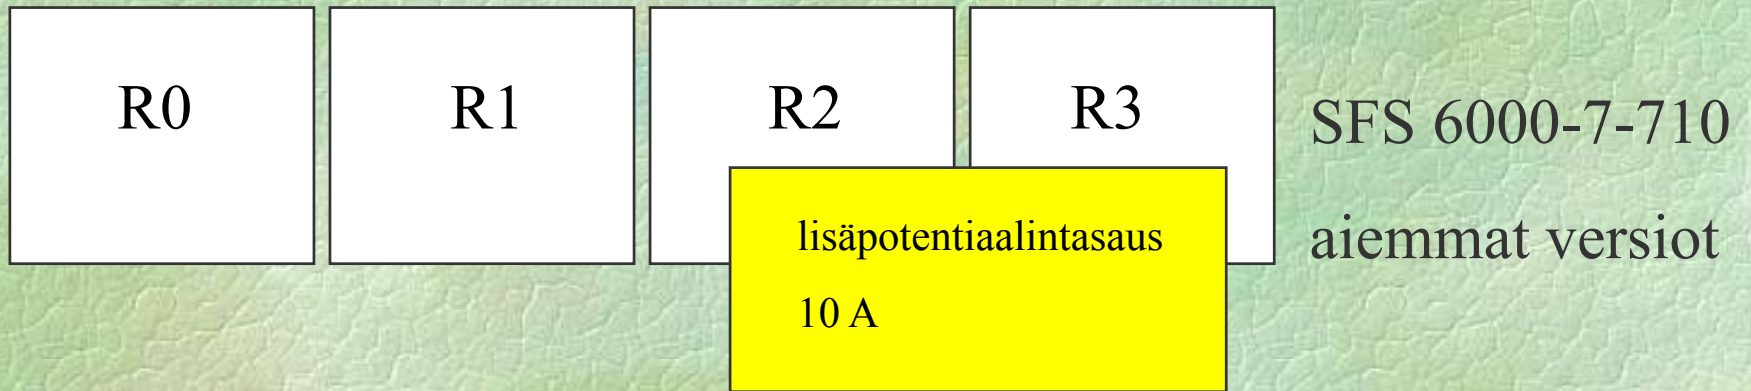 R0
R1
R2
R3
SFS 6000-7-710
aiemmat versiot
lisäpotentiaalintasaus
10 A